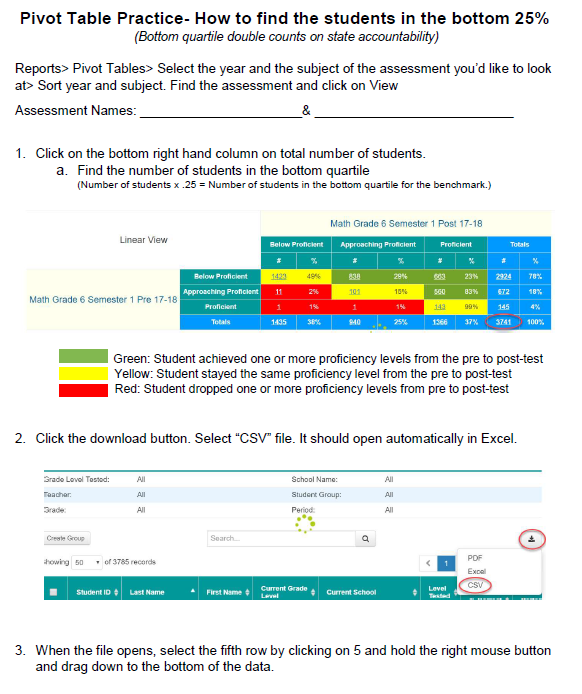 Pivot Table Practice- How to find the students in the bottom 25%
(Bottom quartile double counts on state accountability)
Reports> Pivot Tables> Select the year and the subject of the assessment you'd like to look
at> Sort year and subject. Find the assessment and click on View
Assessment Names: ______________________ & ___________________________
1. Click on the bottom right hand column on total number of students.
a. Find the number of students in the bottom quartile
(Number of students x .25 = Number of students in the bottom quartile for the benchmark.)
Math Grade 6 Semester 1 Post 17-18
Linear View
Below Proficient Approaching Proficient Proficient Totals
# % # % # % # %
Below Proficient 1423 49% 838 29% 663 23% 2924 78%
Approaching Proficient 11 2% 101 15% 560 83% 672 18%
Math Grade 6 Semester 1 Pre 17-18
Proficient 1 1% 1 1% 143 99% 145 4%
Totals 1435 38% 940 25% 1366 37% 3741 100%
Green: Student achieved one or more proficiency levels from the pre to post-test
Yellow: Student stayed the same proficiency level from the pre to post-test
Red: Student dropped one or more proficiency levels from pre to post-test
2. Click the download button. Select “CSV” file. It should open automatically in Excel.
Grade Level Tested: All School Name: All
Teacher: All Student Group: All
Grade: All Period: All
Create Group Search...
Showing 50 of 3785 records < 1
PDF
Excel
CSV
Student ID Last Name First Name Current Grade Level Current School Level Tested
3. When the file opens, select the fifth row by clicking on 5 and hold the right mouse button
and drag down to the bottom of the data.